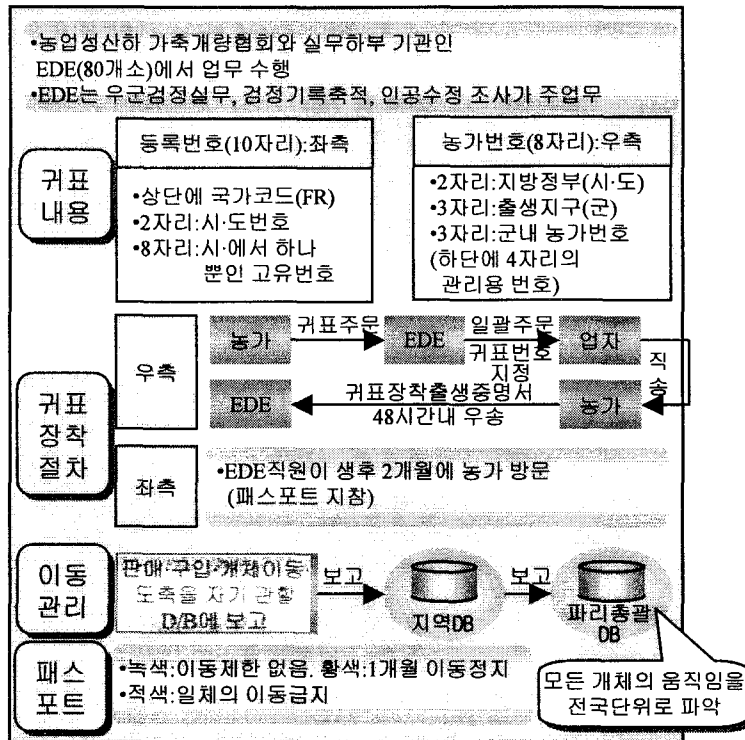 •농업성산하 가축개량협회와 실무하부 기관인
EDE(80개소)에서 업무 수행
•EDE는 우군검정실무, 검정기록축적, 인공수정 조사가 주업무
귀표
내용
등록번호(10자리):좌측
•상단에 국가코드(FR)
•2자리:시·도번호
•8자리:시·에서 하나
뿐인 고유번호
농가번호(8자리):우측
•2자리:지방정부(시·도)
•3자리:출생지구(군)
•3자리:군내 농가번호
(하단에 4자리의
관리용 번호)
귀표
장착
절차
우측
농가
귀표주문
EDE
일괄주문
귀표번호
지정
업자
직
송
EDE
귀표장착출생증명서
48시간내 우송
농가
좌측
•EDE직원이 생후 2개월에 농가 방문
(패스포트 지참)
이동
관리
판매·구입·개체이동
도축을 자기 관할
D/B에 보고
보고
지역DB
보고
파리총괄
DB
패스
포트
•녹색:이동제한 없음. 황색:1개월 이동정지
•적색:일체의 이동금지
모든 개체의 움직임을
전국단위로 파악